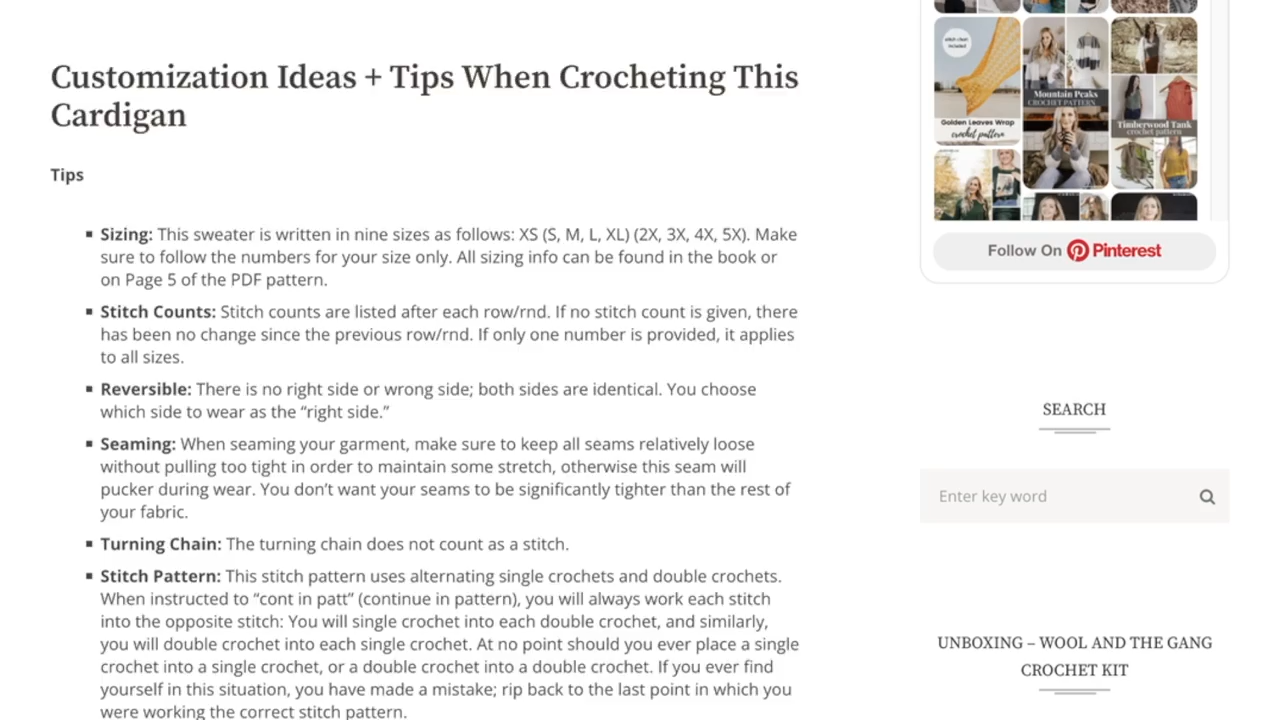 Customization Ideas + Tips When Crocheting This
Cardigan
Tips
Sizing: This sweater is written in nine sizes as follows: XS (S, M, L, XL) (2X, 3X, 4X, 5X). Make
sure to follow the numbers for your size only. All sizing info can be found in the book or
on Page 5 of the PDF pattern.
Stitch Counts: Stitch counts are listed after each row/rnd. If no stitch count is given, there
has been no change since the previous row/rnd. If only one number is provided, it applies
to all sizes.
Reversible: There is no right side or wrong side; both sides are identical. You choose
which side to wear as the “right side.”
Seaming: When seaming your garment, make sure to keep all seams relatively loose
without pulling too tight in order to maintain some stretch, otherwise this seam will
pucker during wear. You don’t want your seams to be significantly tighter than the rest of
your fabric.
Turning Chain: The turning chain does not count as a stitch.
Stitch Pattern: This stitch pattern uses alternating single crochets and double crochets.
When instructed to “cont in patt” (continue in pattern), you will always work each stitch
into the opposite stitch: You will single crochet into each double crochet, and similarly,
you will double crochet into each single crochet. At no point should you ever place a single
crochet into a single crochet, or a double crochet into a double crochet. If you ever find
yourself in this situation, you have made a mistake; rip back to the last point in which you
were working the correct stitch pattern.
stitch chart
included
Golden Leaves Wrap
crochet pattern
Mountain Peaks
CROCHET PATTERN
Timberwood Tank
crochet pattern
Follow On Pinterest
SEARCH
Enter key word
UNBOXING – WOOL AND THE GANG
CROCHET KIT